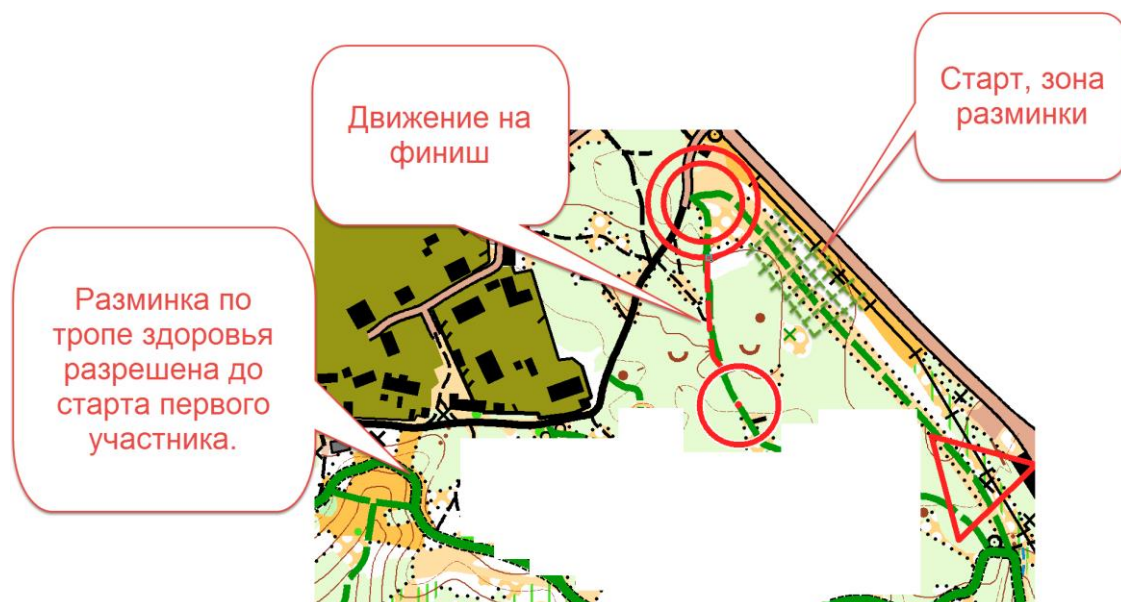 Старт, зона
разминки
Движение на
финиш
Разминка по
тропе здоровья
разрешена до
старта первого
участника.